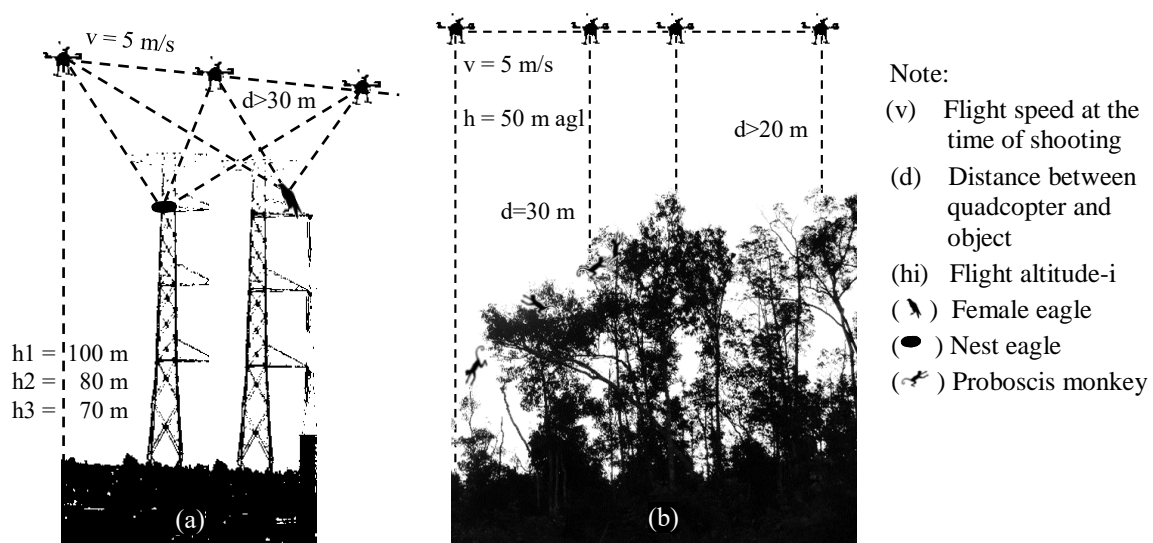 v = 5 m/s
d>30 m
h1 = 100 m
h2 = 80 m
h3 = 70 m
(a)
v = 5 m/s
h = 50 m agl
d>20 m
d=30 m
(b)
Note:
(v) Flight speed at the
time of shooting
(d) Distance between
quadcopter and
object
(hi) Flight altitude-i
( ) Female eagle
( ) Nest eagle
( ) Proboscis monkey